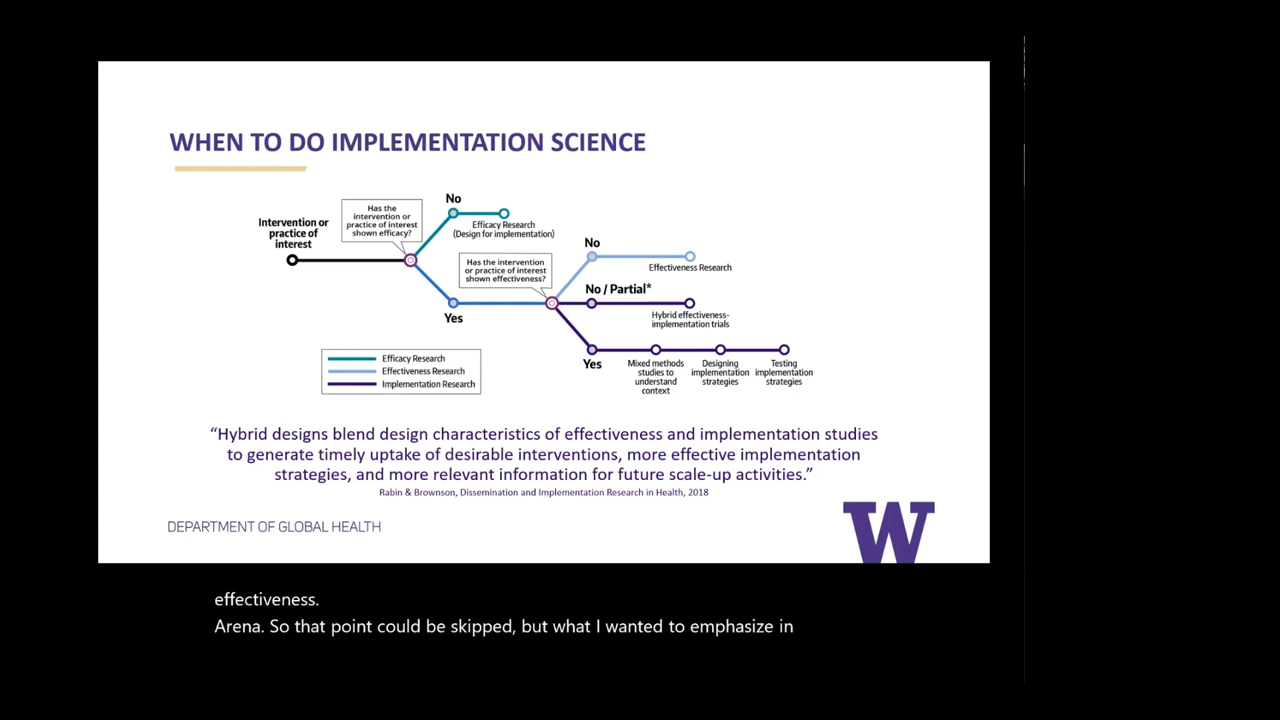 WHEN TO DO IMPLEMENTATION SCIENCE
Intervention or
practice of
interest
Has the
intervention or
practice of interest
shown efficacy?
No
Efficacy Research
(Design for implementation)
Yes
Has the intervention
or practice of interest
shown effectiveness?
No
Effectiveness Research
No / Partial*
Hybrid effectiveness-
implementation trials
Yes
Mixed methods
studies to
understand
context
Designing
implementation
strategies
Testing
implementation
strategies
Efficacy Research
Effectiveness Research
Implementation Research
“Hybrid designs blend design characteristics of effectiveness and implementation studies
to generate timely uptake of desirable interventions, more effective implementation
strategies, and more relevant information for future scale-up activities.”
Rabin & Brownson, Dissemination and Implementation Research in Health, 2018
DEPARTMENT OF GLOBAL HEALTH
W
effectiveness.
Arena. So that point could be skipped, but what I wanted to emphasize in